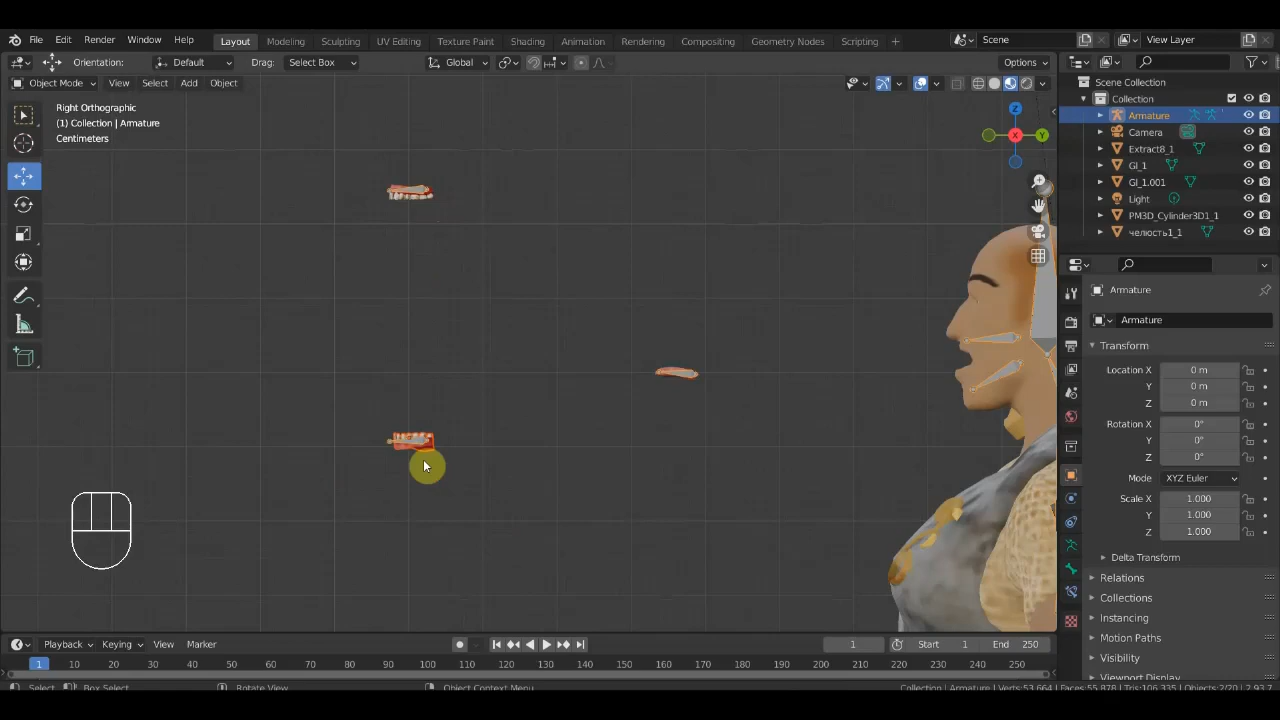 File Edit Render Window Help Layout Modeling Sculpting UV Editing Texture Paint Shading Animation Rendering Compositing Geometry Nodes Scripting + Scene View Layer
Orientation: Default Drag: Select Box Global Options
Object Mode View Select Add Object
Right Orthographic
(1) Collection | Armature
Centimeters
Z
X
Y
Scene Collection
Collection
Armature
Camera
Extract8_1
GI_1
GI_1.001
Light
PM3D_Cylinder3D1_1
челюсть1_1
Armature
Armature
Transform
Location X 0 m
Y 0 m
Z 0 m
Rotation X 0°
Y 0°
Z 0°
Mode XYZ Euler
Scale X 1.000
Y 1.000
Z 1.000
Delta Transform
Relations
Collections
Instancing
Motion Paths
Visibility
Viewport Display
Playback Keying View Marker 1 Start 1 End 250
1 10 20 30 40 50 60 70 80 90 100 110 120 130 140 150 160 170 180 190 200 210 220 230 240 250
Select Box Select Rotate View Object Context Menu Collection | Armature | Verts:53,664 | Faces:55,878 | Tris:106,335 | Objects:2/20 | 2.93.7